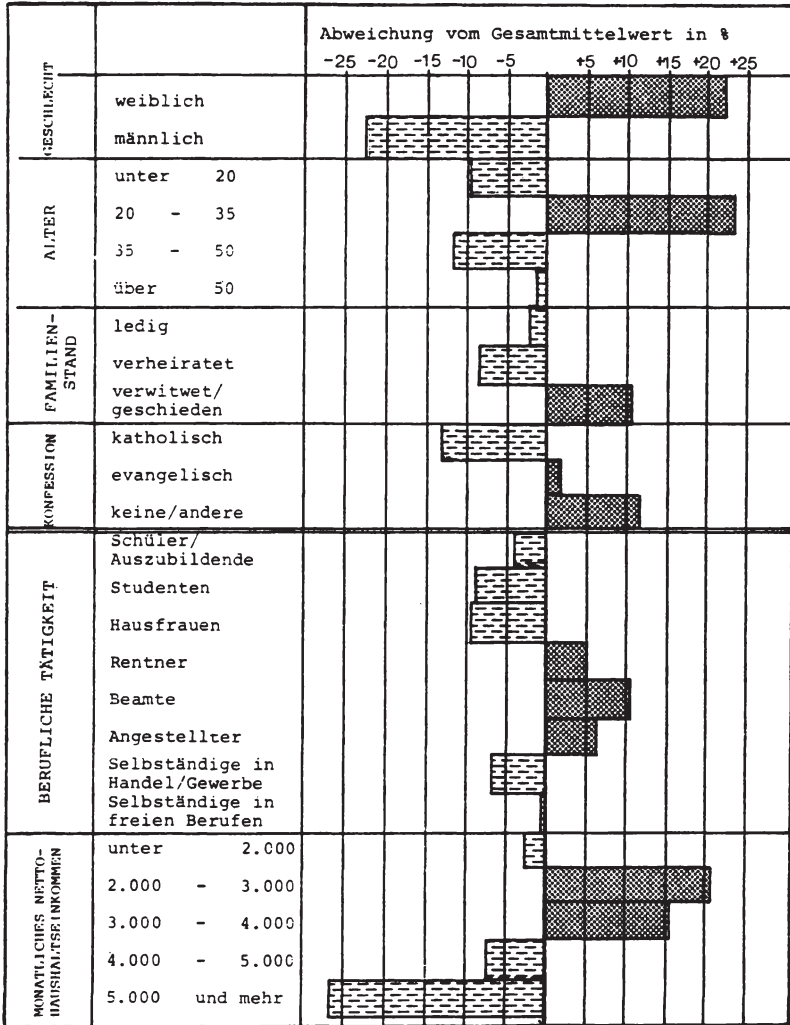 Abweichung vom Gesamtmittelwert in %
-25 -20 -15 -10 -5 +5 +10 +15 +20 +25
GESCHLECHT
weiblich
männlich
ALTER
unter 20
20 - 35
35 - 50
über 50
FAMILIEN-
STAND
ledig
verheiratet
verwitwet/
geschieden
KONFESSION
katholisch
evangelisch
keine/andere
BERUFLICHE TÄTIGKEIT
Schüler/
Auszubildende
Studenten
Hausfrauen
Rentner
Beamte
Angestellter
Selbständige in
Handel/Gewerbe
Selbständige in
freien Berufen
MONATLICHES NETTO-
HAUSHALTSEINKOMMEN
unter 2.000
2.000 - 3.000
3.000 - 4.000
4.000 - 5.000
5.000 und mehr